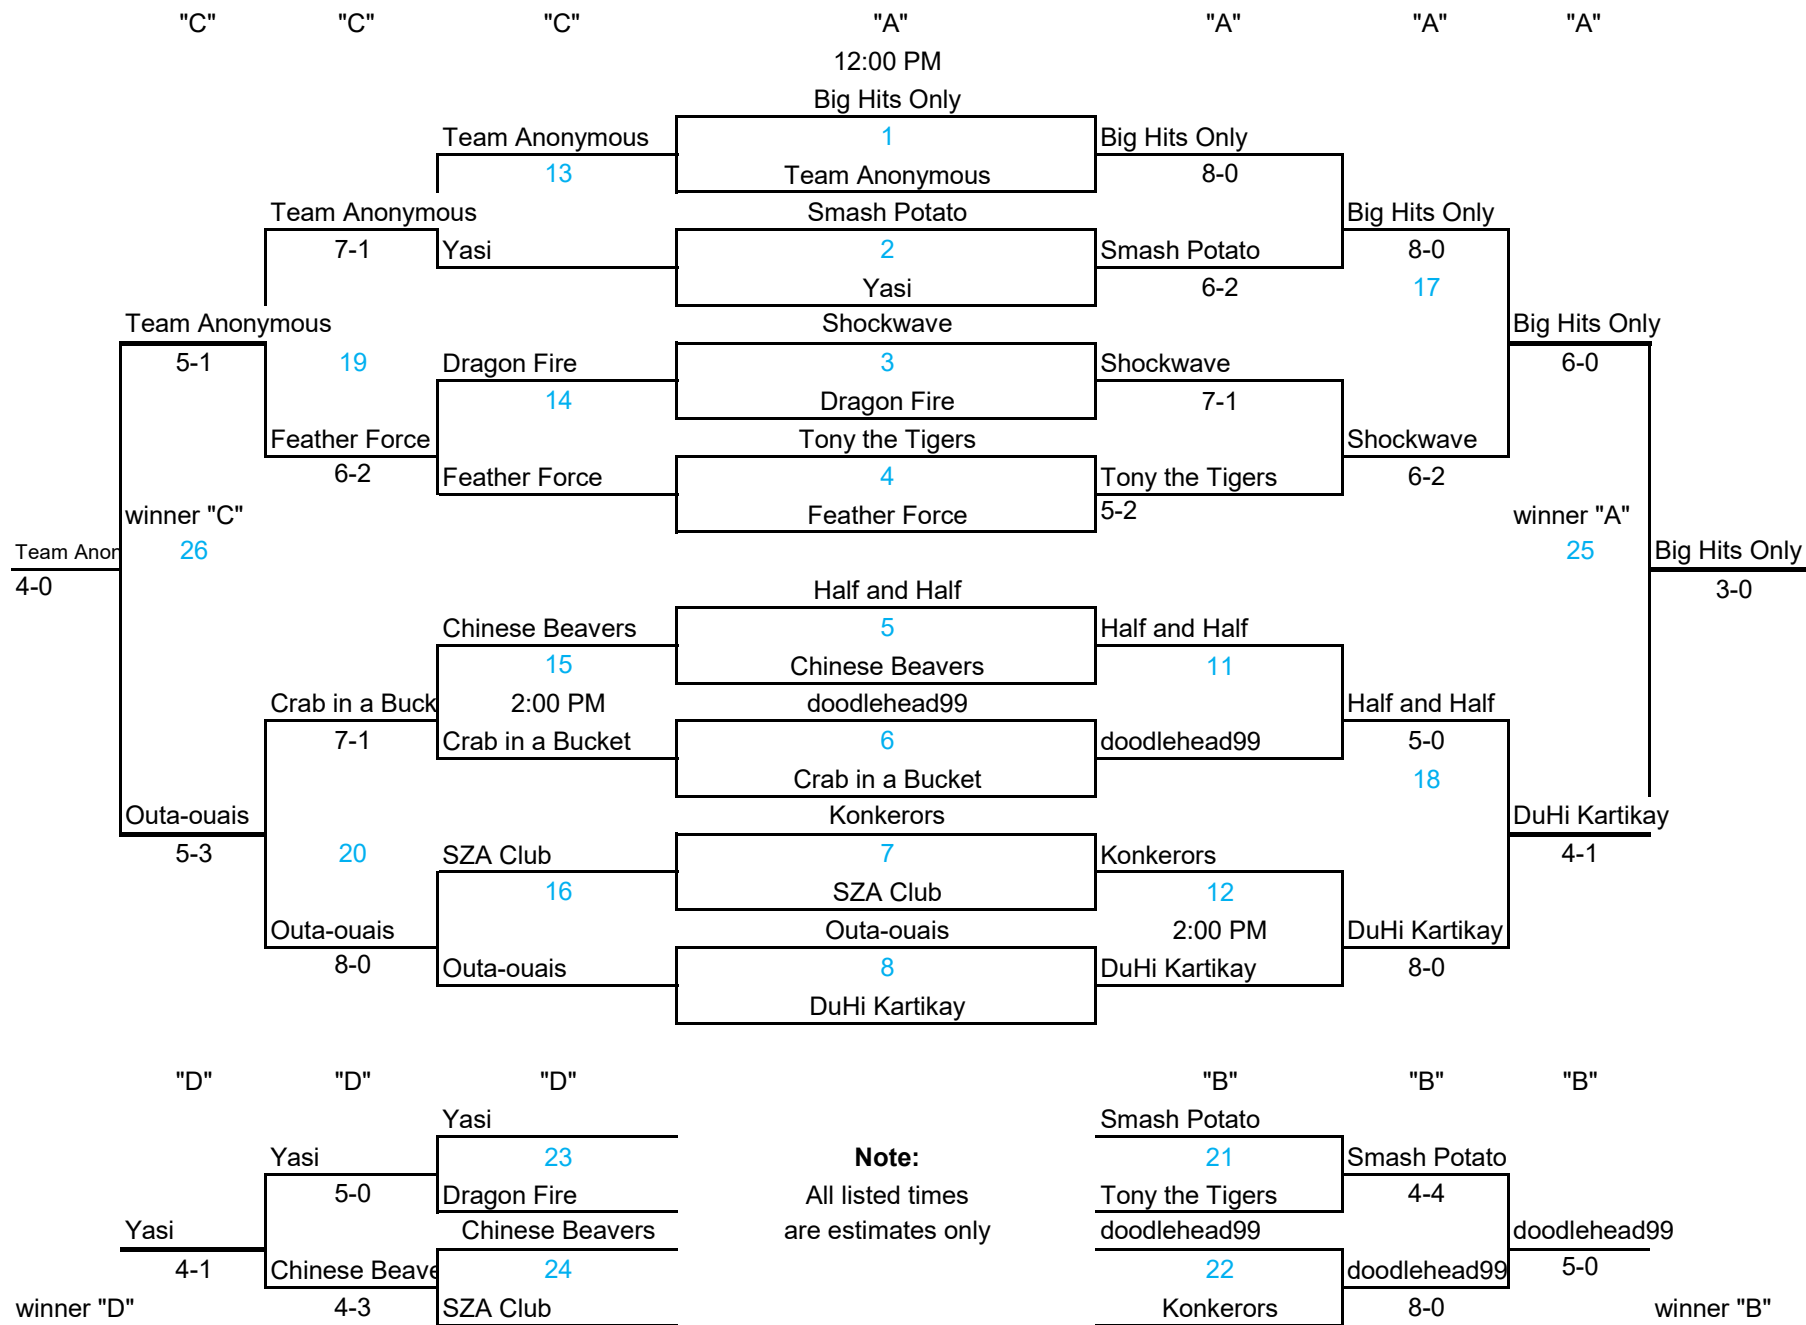 "C" "C" "C" "A" "A" "A" "A"
12:00 PM
Big Hits Only
Team Anonymous 1 Big Hits Only
13 Team Anonymous 8-0
Team Anonymous Smash Potato Big Hits Only
7-1 Yasi 2 Smash Potato 8-0
Yasi 6-2 17
Team Anonymous Shockwave Big Hits Only
5-1 19 Dragon Fire 3 Shockwave 6-0
14 Dragon Fire 7-1
Feather Force Tony the Tigers Shockwave
6-2 Feather Force 4 Tony the Tigers 6-2
winner "C" Feather Force 5-2 winner "A"
Team Anon 26 25 Big Hits Only
4-0 Half and Half 3-0
Chinese Beavers 5 Half and Half
15 Chinese Beavers 11
Crab in a Buck 2:00 PM doodlehead99 Half and Half
7-1 Crab in a Bucket 6 doodlehead99 5-0
Crab in a Bucket 18
Outa-ouais Konkerors DuHi Kartikay
5-3 20 SZA Club 7 Konkerors 4-1
16 SZA Club 12
Outa-ouais Outa-ouais 2:00 PM DuHi Kartikay
8-0 Outa-ouais 8 DuHi Kartikay 8-0
DuHi Kartikay
"D" "D" "D" "B" "B" "B"
Yasi Smash Potato
Yasi 23 Note: 21 Smash Potato
5-0 Dragon Fire All listed times Tony the Tigers 4-4
Yasi Chinese Beavers are estimates only doodlehead99 doodlehead99
4-1 Chinese Beave 24 22 doodlehead99 5-0
winner "D" 4-3 SZA Club Konkerors 8-0 winner "B"